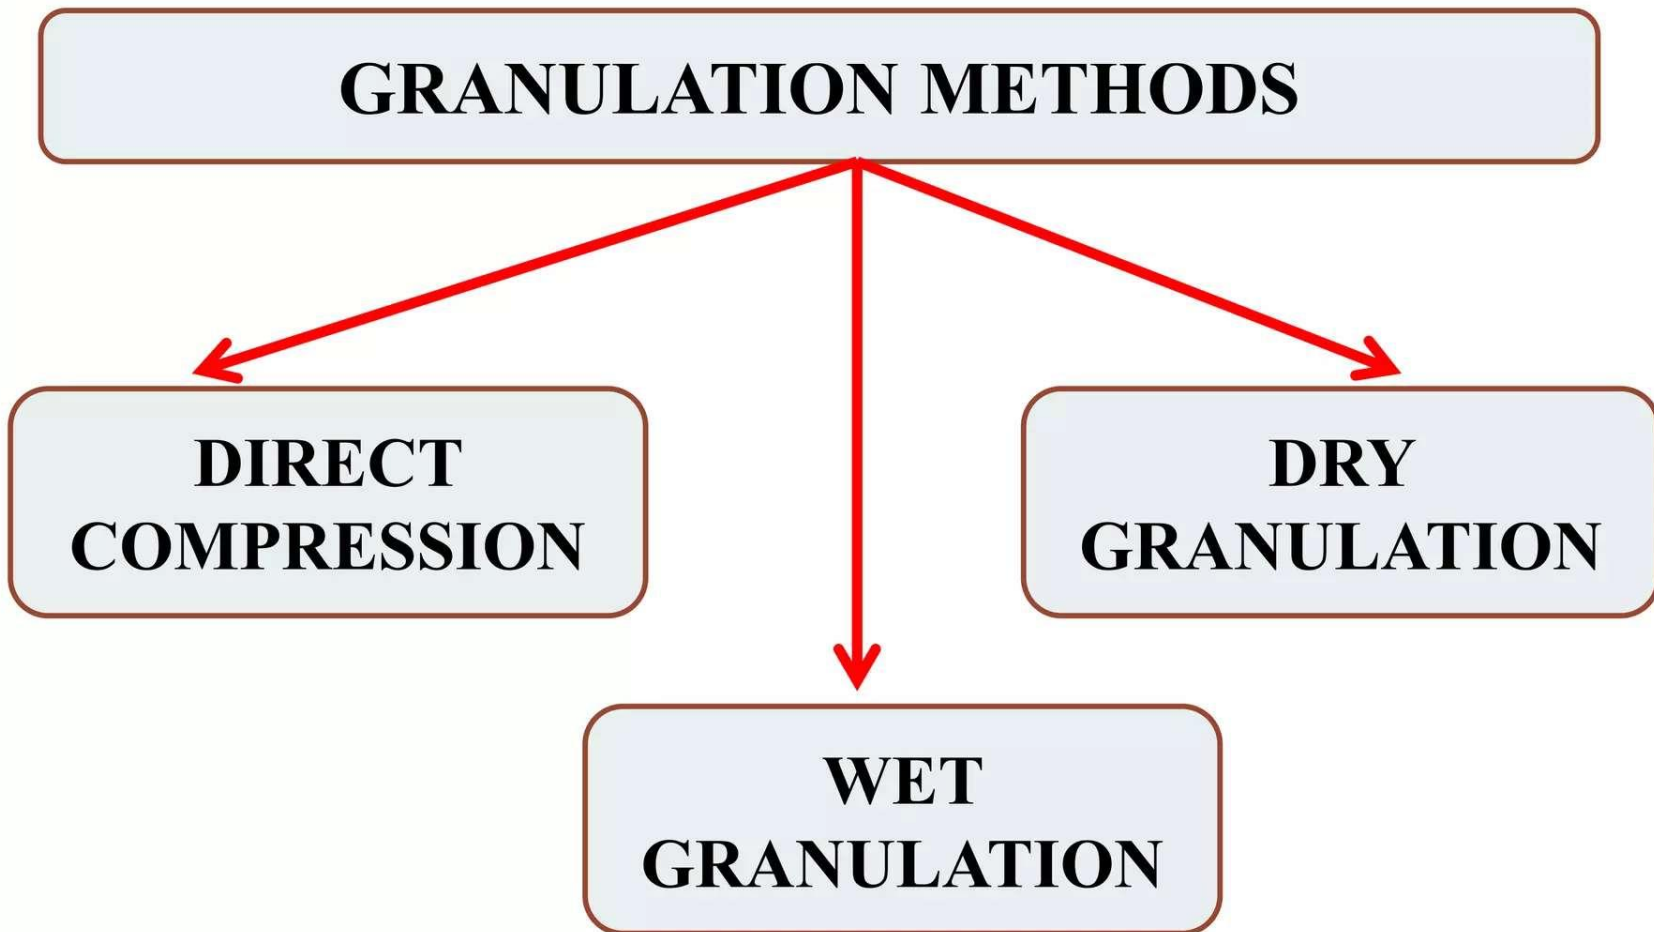 GRANULATION METHODS
DIRECT
COMPRESSION
DRY
GRANULATION
WET
GRANULATION